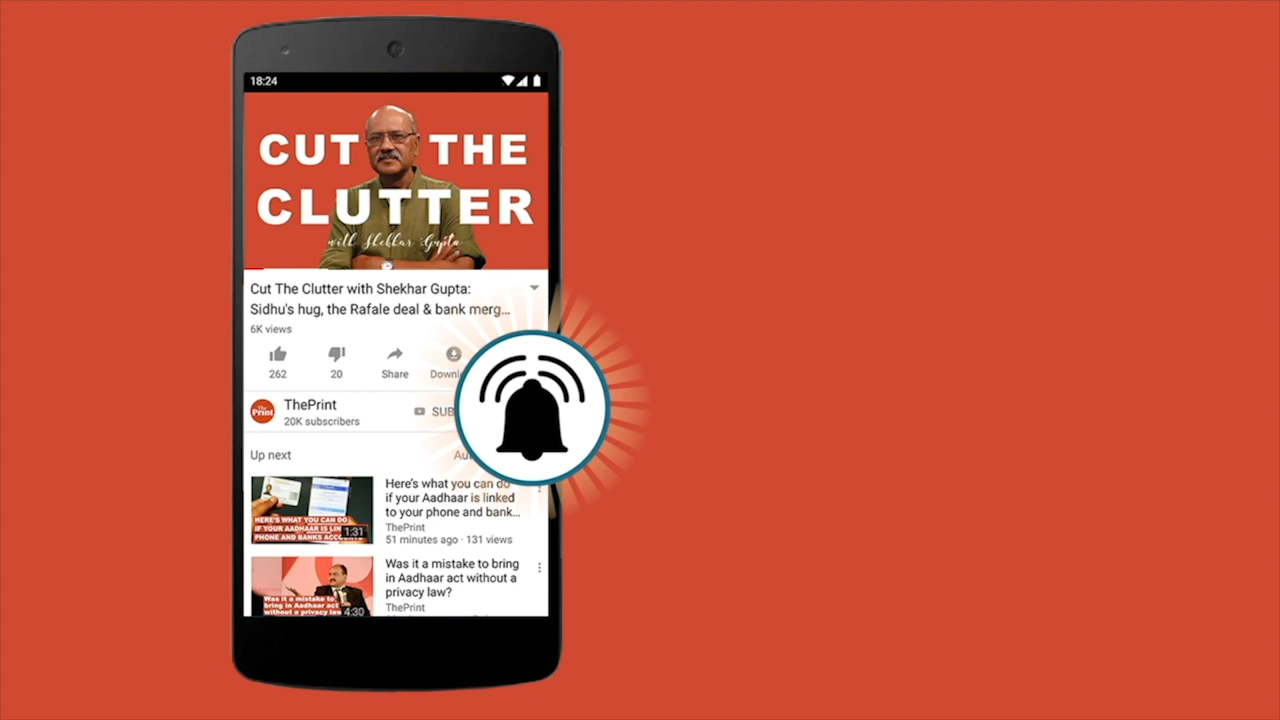 18:24
CUT THE
CLUTTER
with Shekhar Gupta
Cut The Clutter with Shekhar Gupta:
Sidhu's hug, the Rafale deal & bank merg...
6K views
262
20
Share
Downl
The
Print
ThePrint
20K subscribers
SUB
Up next
Au
HERE'S WHAT YOU CAN DO
IF YOUR AADHAAR IS LIN
PHONE AND BANKS ACCOUNTS
1:31
Here's what you can do
if your Aadhaar is linked
to your phone and bank...
ThePrint
51 minutes ago · 131 views
Was it a mistake to
bring in Aadhaar act
without a privacy law
4:30
Was it a mistake to bring
in Aadhaar act without a
privacy law?
ThePrint